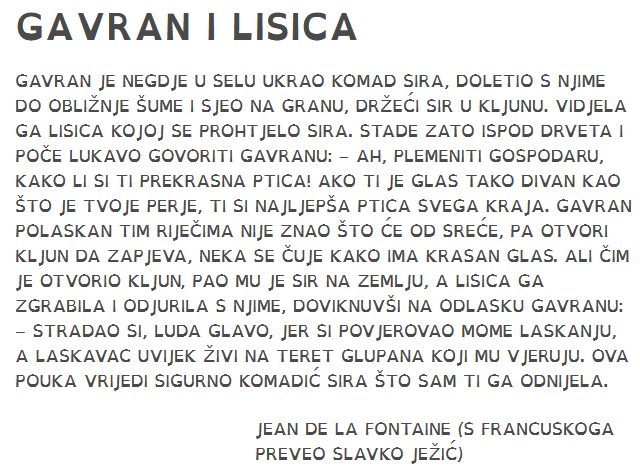 GAVRAN I LISICA
GAVRAN JE NEGDJE U SELU UKRAO KOMAD SIRA, DOLETIO S NJIME
DO OBLIŽNJE ŠUME I SJEO NA GRANU, DRŽEĆI SIR U KLJUNU. VIDJELA
GA LISICA KOJOJ SE PROHTJELO SIRA. STADE ZATO ISPOD DRVETA I
POČE LUKAVO GOVORITI GAVRANU: – AH, PLEMENITI GOSPODARU,
KAKO LI SI TI PREKRASNA PTICA! AKO TI JE GLAS TAKO DIVAN KAO
ŠTO JE TVOJE PERJE, TI SI NAJLJEPŠA PTICA SVEGA KRAJA. GAVRAN
POLASKAN TIM RIJEČIMA NIJE ZNAO ŠTO ĆE OD SREĆE, PA OTVORI
KLJUN DA ZAPJEVA, NEKA SE ČUJE KAKO IMA KRASAN GLAS. ALI ČIM
JE OTVORIO KLJUN, PAO MU JE SIR NA ZEMLJU, A LISICA GA
ZGRABILA I ODJURILA S NJIME, DOVIKNUVŠI NA ODLASKU GAVRANU:
– STRADAO SI, LUDA GLAVO, JER SI POVJEROVAO MOME LASKANJU,
A LASKAVAC UVIJEK ŽIVI NA TERET GLUPANA KOJI MU VJERUJU. OVA
POUKA VRIJEDI SIGURNO KOMADIĆ SIRA ŠTO SAM TI GA ODNIJELA.
JEAN DE LA FONTAINE (S FRANCUSKOGA
PREVEO SLAVKO JEŽIĆ)